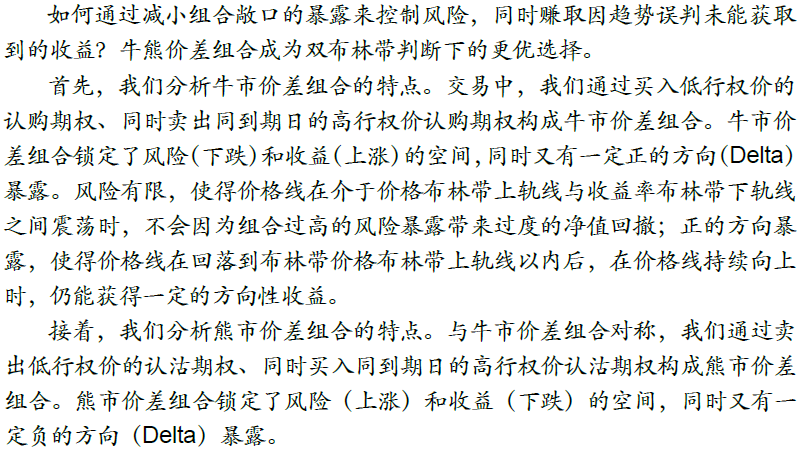 如何通过减小组合敞口的暴露来控制风险，同时赚取因趋势误判未能获取
到的收益？牛熊价差组合成为双布林带判断下的更优选择。
首先，我们分析牛市价差组合的特点。交易中，我们通过买入低行权价的
认购期权、同时卖出同到期日的高行权价认购期权构成牛市价差组合。牛市价
差组合锁定了风险(下跌)和收益(上涨)的空间，同时又有一定正的方向(Delta)
暴露。风险有限，使得价格线在介于价格布林带上轨线与收益率布林带下轨线
之间震荡时，不会因为组合过高的风险暴露带来过度的净值回撤；正的方向暴
露，使得价格线在回落到布林带价格布林带上轨线以内后，在价格线持续向上
时，仍能获得一定的方向性收益。
接着，我们分析熊市价差组合的特点。与牛市价差组合对称，我们通过卖
出低行权价的认沽期权、同时买入同到期日的高行权价认沽期权构成熊市价差
组合。熊市价差组合锁定了风险（上涨）和收益（下跌）的空间，同时又有一
定负的方向（Delta）暴露。